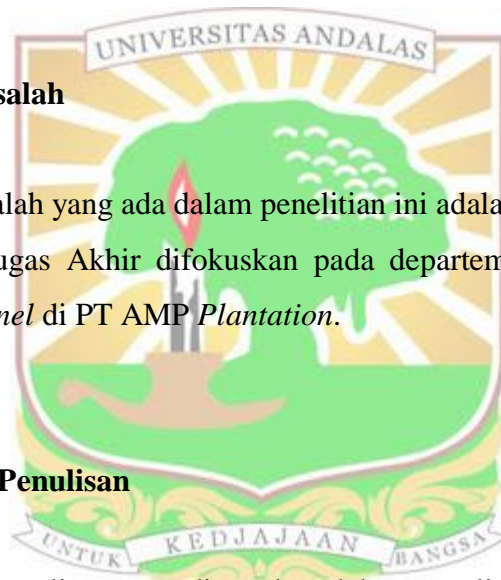 UNIVERSITAS ANDALAS
salah
alah yang ada dalam penelitian ini adala
ugas Akhir difokuskan pada departem
nel di PT AMP Plantation.
Penulisan
UNTUK KEDJAJAAN BANGSA